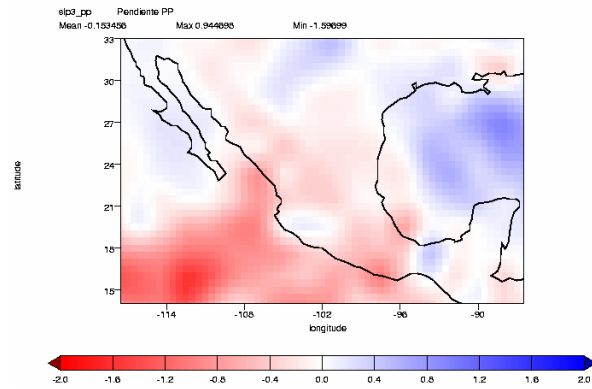 slp3_pp Pendiente PP
Mean -0.153456 Max 0.944893 Min -1.59699
33
30
27
24
21
18
15
latitude
-114 -108 -102 -96 -90
longitude
-2.0 -1.6 -1.2 -0.8 -0.4 0.0 0.4 0.8 1.2 1.6 2.0